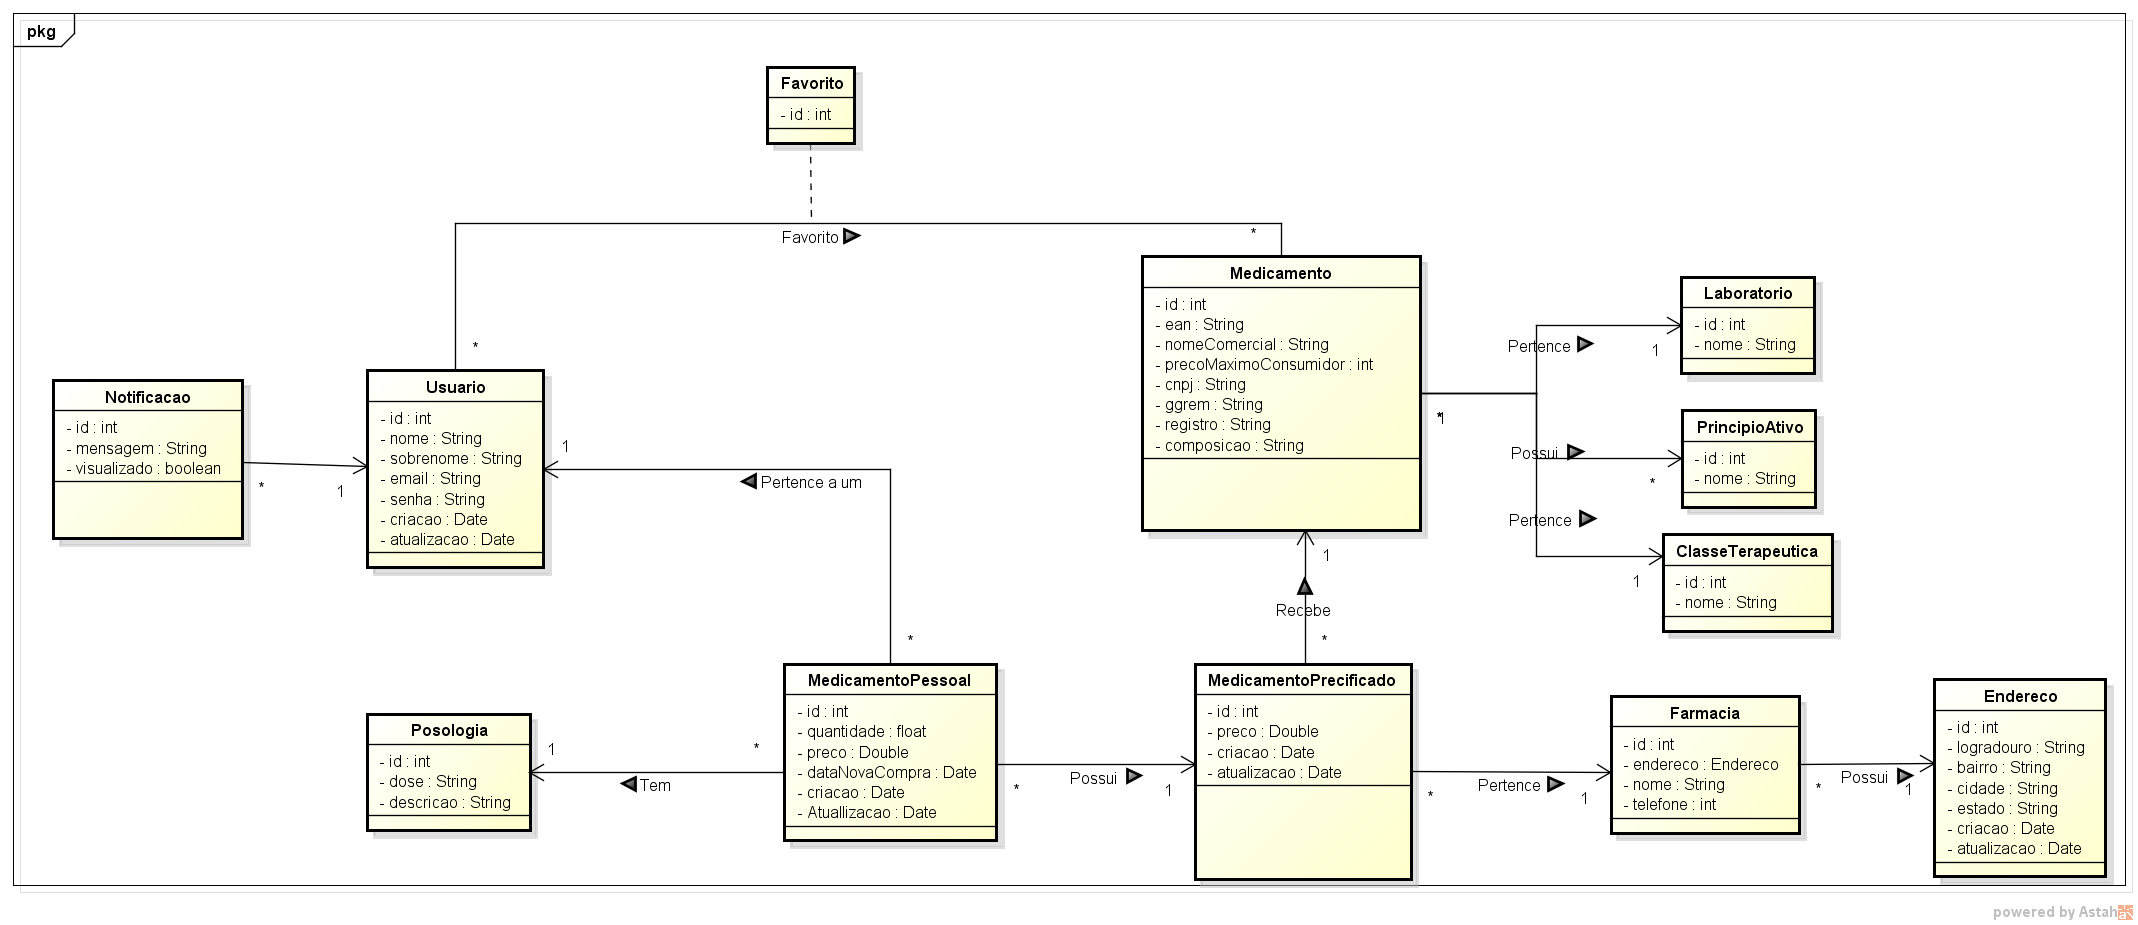 pkg
Favorito
- id : int
Favorito
*
*
Notificacao
- id : int
- mensagem : String
- visualizado : boolean
*
1
Usuario
- id : int
- nome : String
- sobrenome : String
- email : String
- senha : String
- criacao : Date
- atualizacao : Date
1
Pertence a um
*
Medicamento
- id : int
- ean : String
- nomeComercial : String
- precoMaximoConsumidor : int
- cnpj : String
- ggrem : String
- registro : String
- composicao : String
*
1
Pertence
1
Laboratorio
- id : int
- nome : String
Possui
*
PrincipioAtivo
- id : int
- nome : String
Pertence
1
ClasseTerapeutica
- id : int
- nome : String
1
Recebe
*
Posologia
- id : int
- dose : String
- descricao : String
1
Tem
*
MedicamentoPessoal
- id : int
- quantidade : float
- preco : Double
- dataNovaCompra : Date
- criacao : Date
- Atuallizacao : Date
*
Possui
1
MedicamentoPrecificado
- id : int
- preco : Double
- criacao : Date
- atualizacao : Date
*
Pertence
1
Farmacia
- id : int
- endereco : Endereco
- nome : String
- telefone : int
*
Possui
1
Endereco
- id : int
- logradouro : String
- bairro : String
- cidade : String
- estado : String
- criacao : Date
- atualizacao : Date
powered by Astah